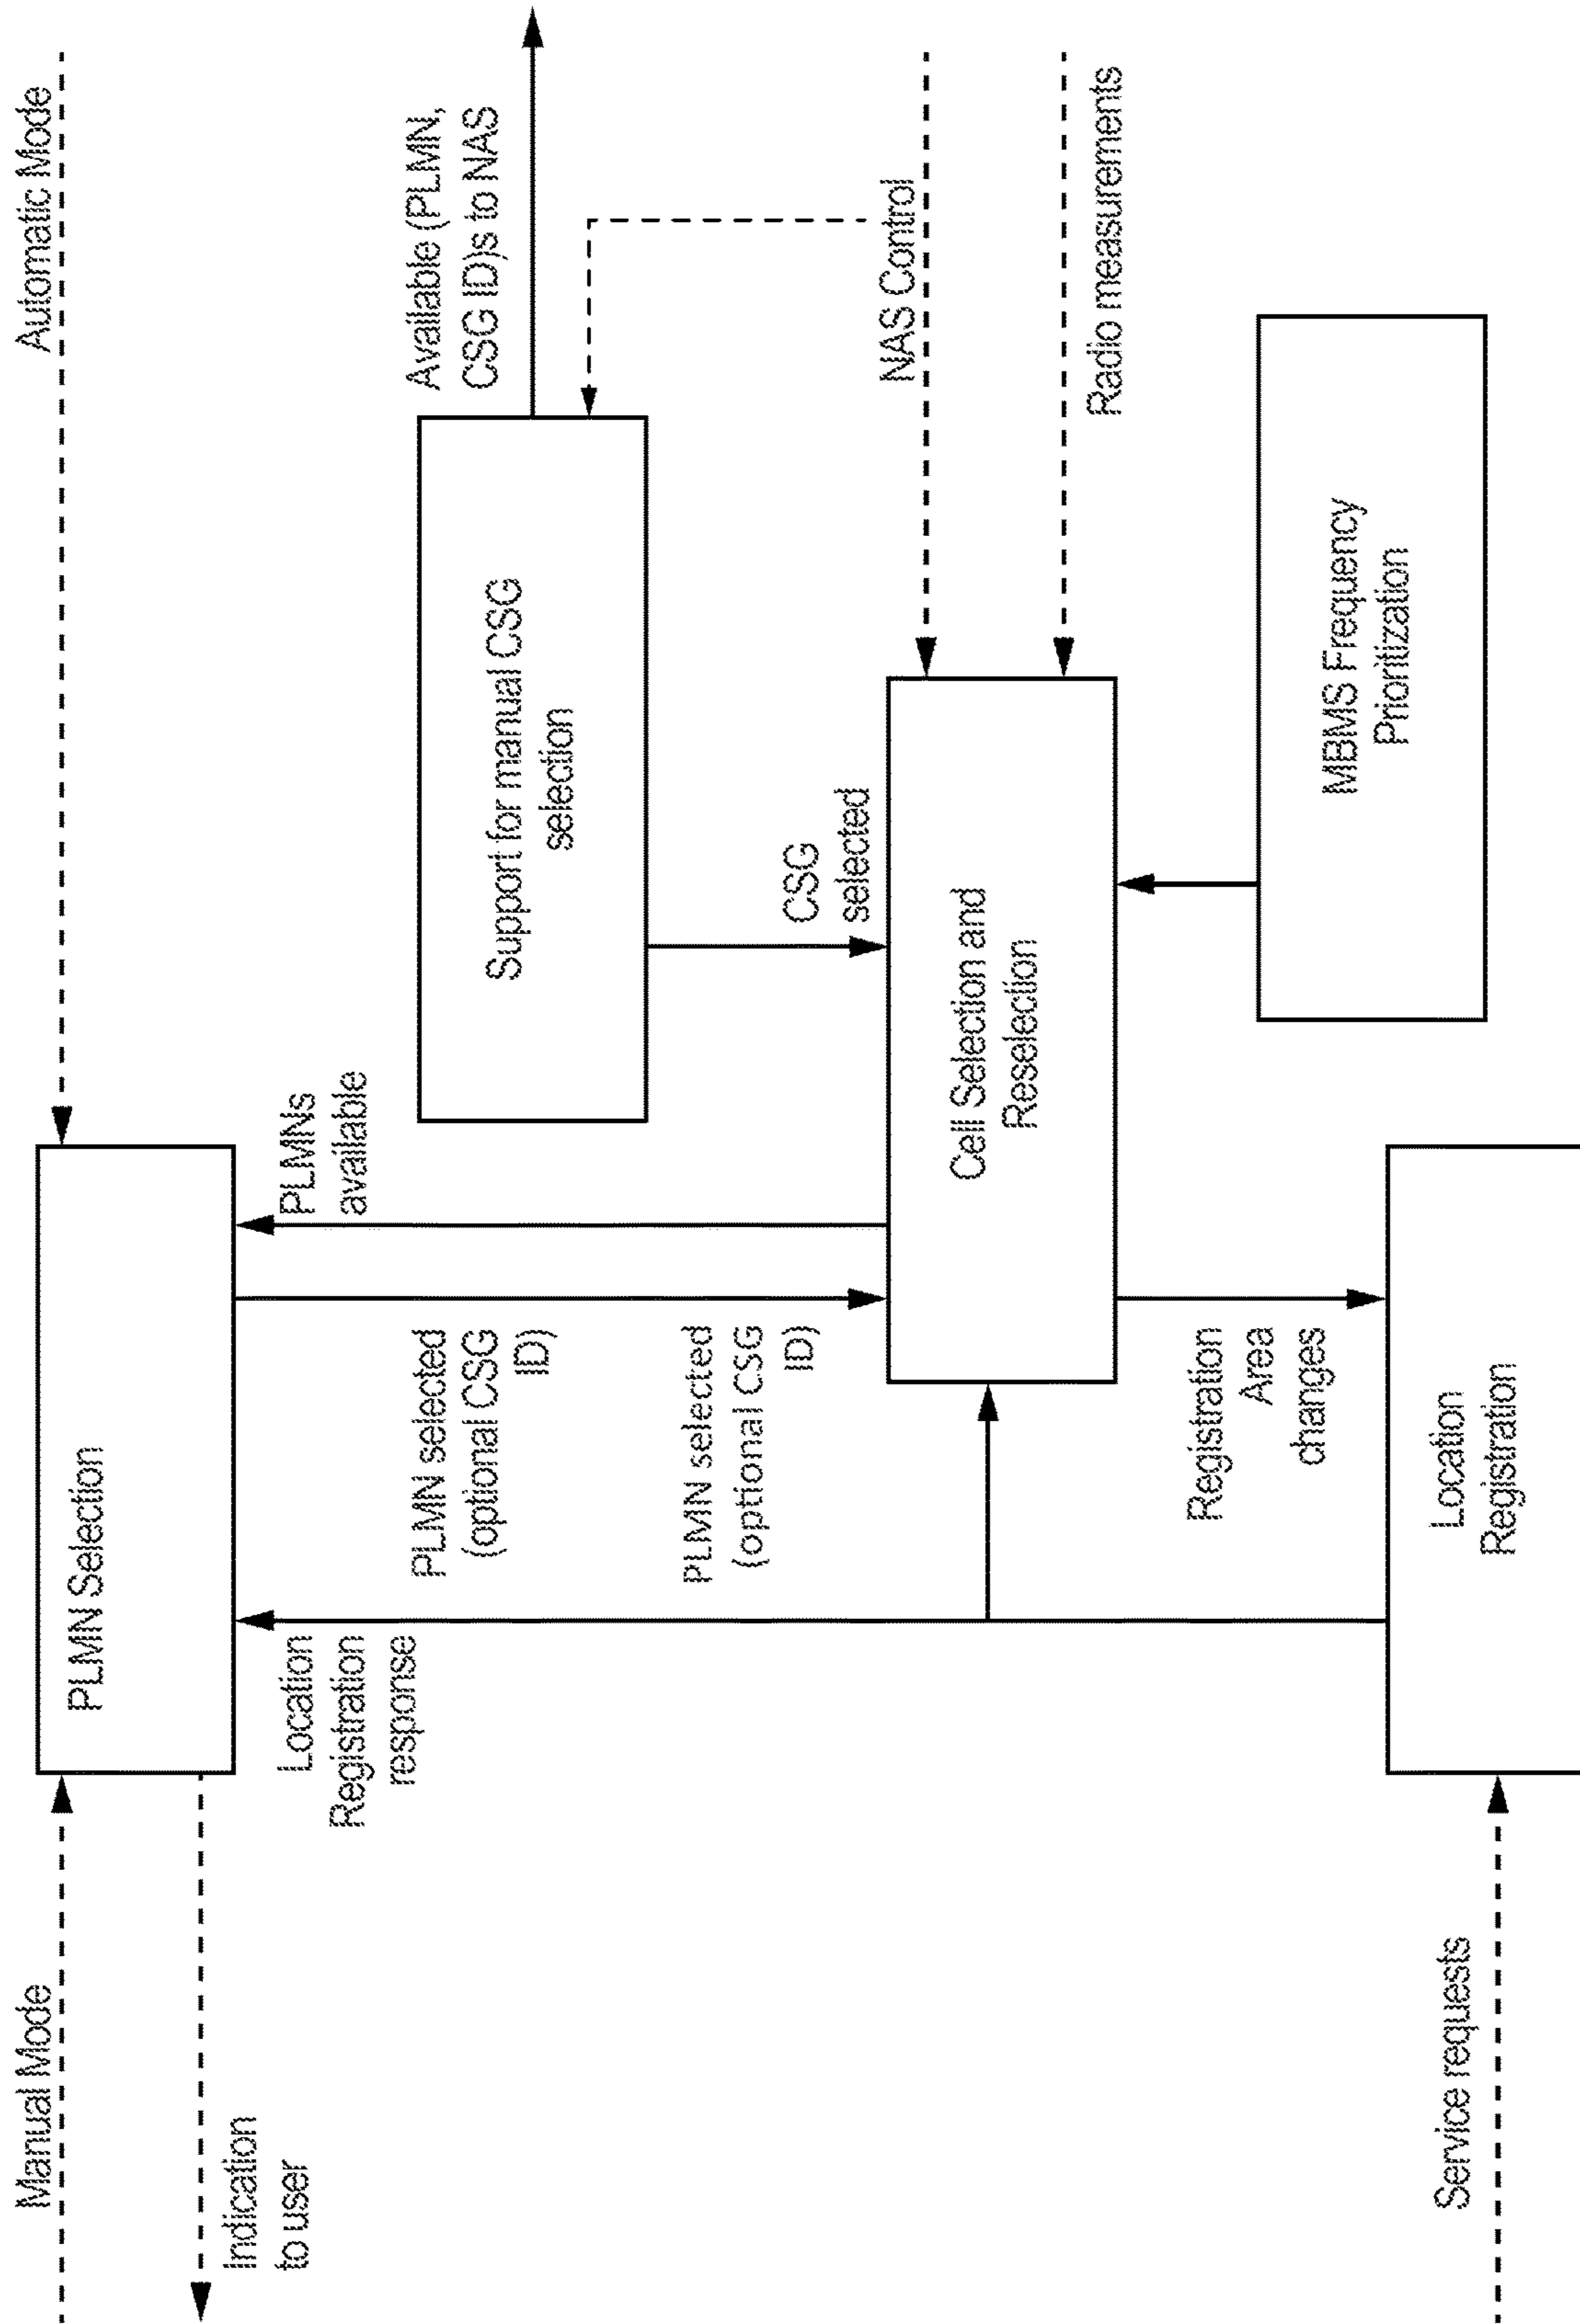 Manual Mode
Automatic Mode
PLMN Selection
Indication
to user
Location
Registration
response
PLMNs
available
PLMN selected
(optional CSG
ID)
Available (PLMN,
CSG ID)s to NAS
Support for manual CSG
selection
PLMN selected
(optional CSG
ID)
CSG
selected
NAS Control
Cell Selection and
Reselection
Radio measurements
Registration
Area
changes
MBMS Frequency
Prioritization
Service requests
Location
Registration